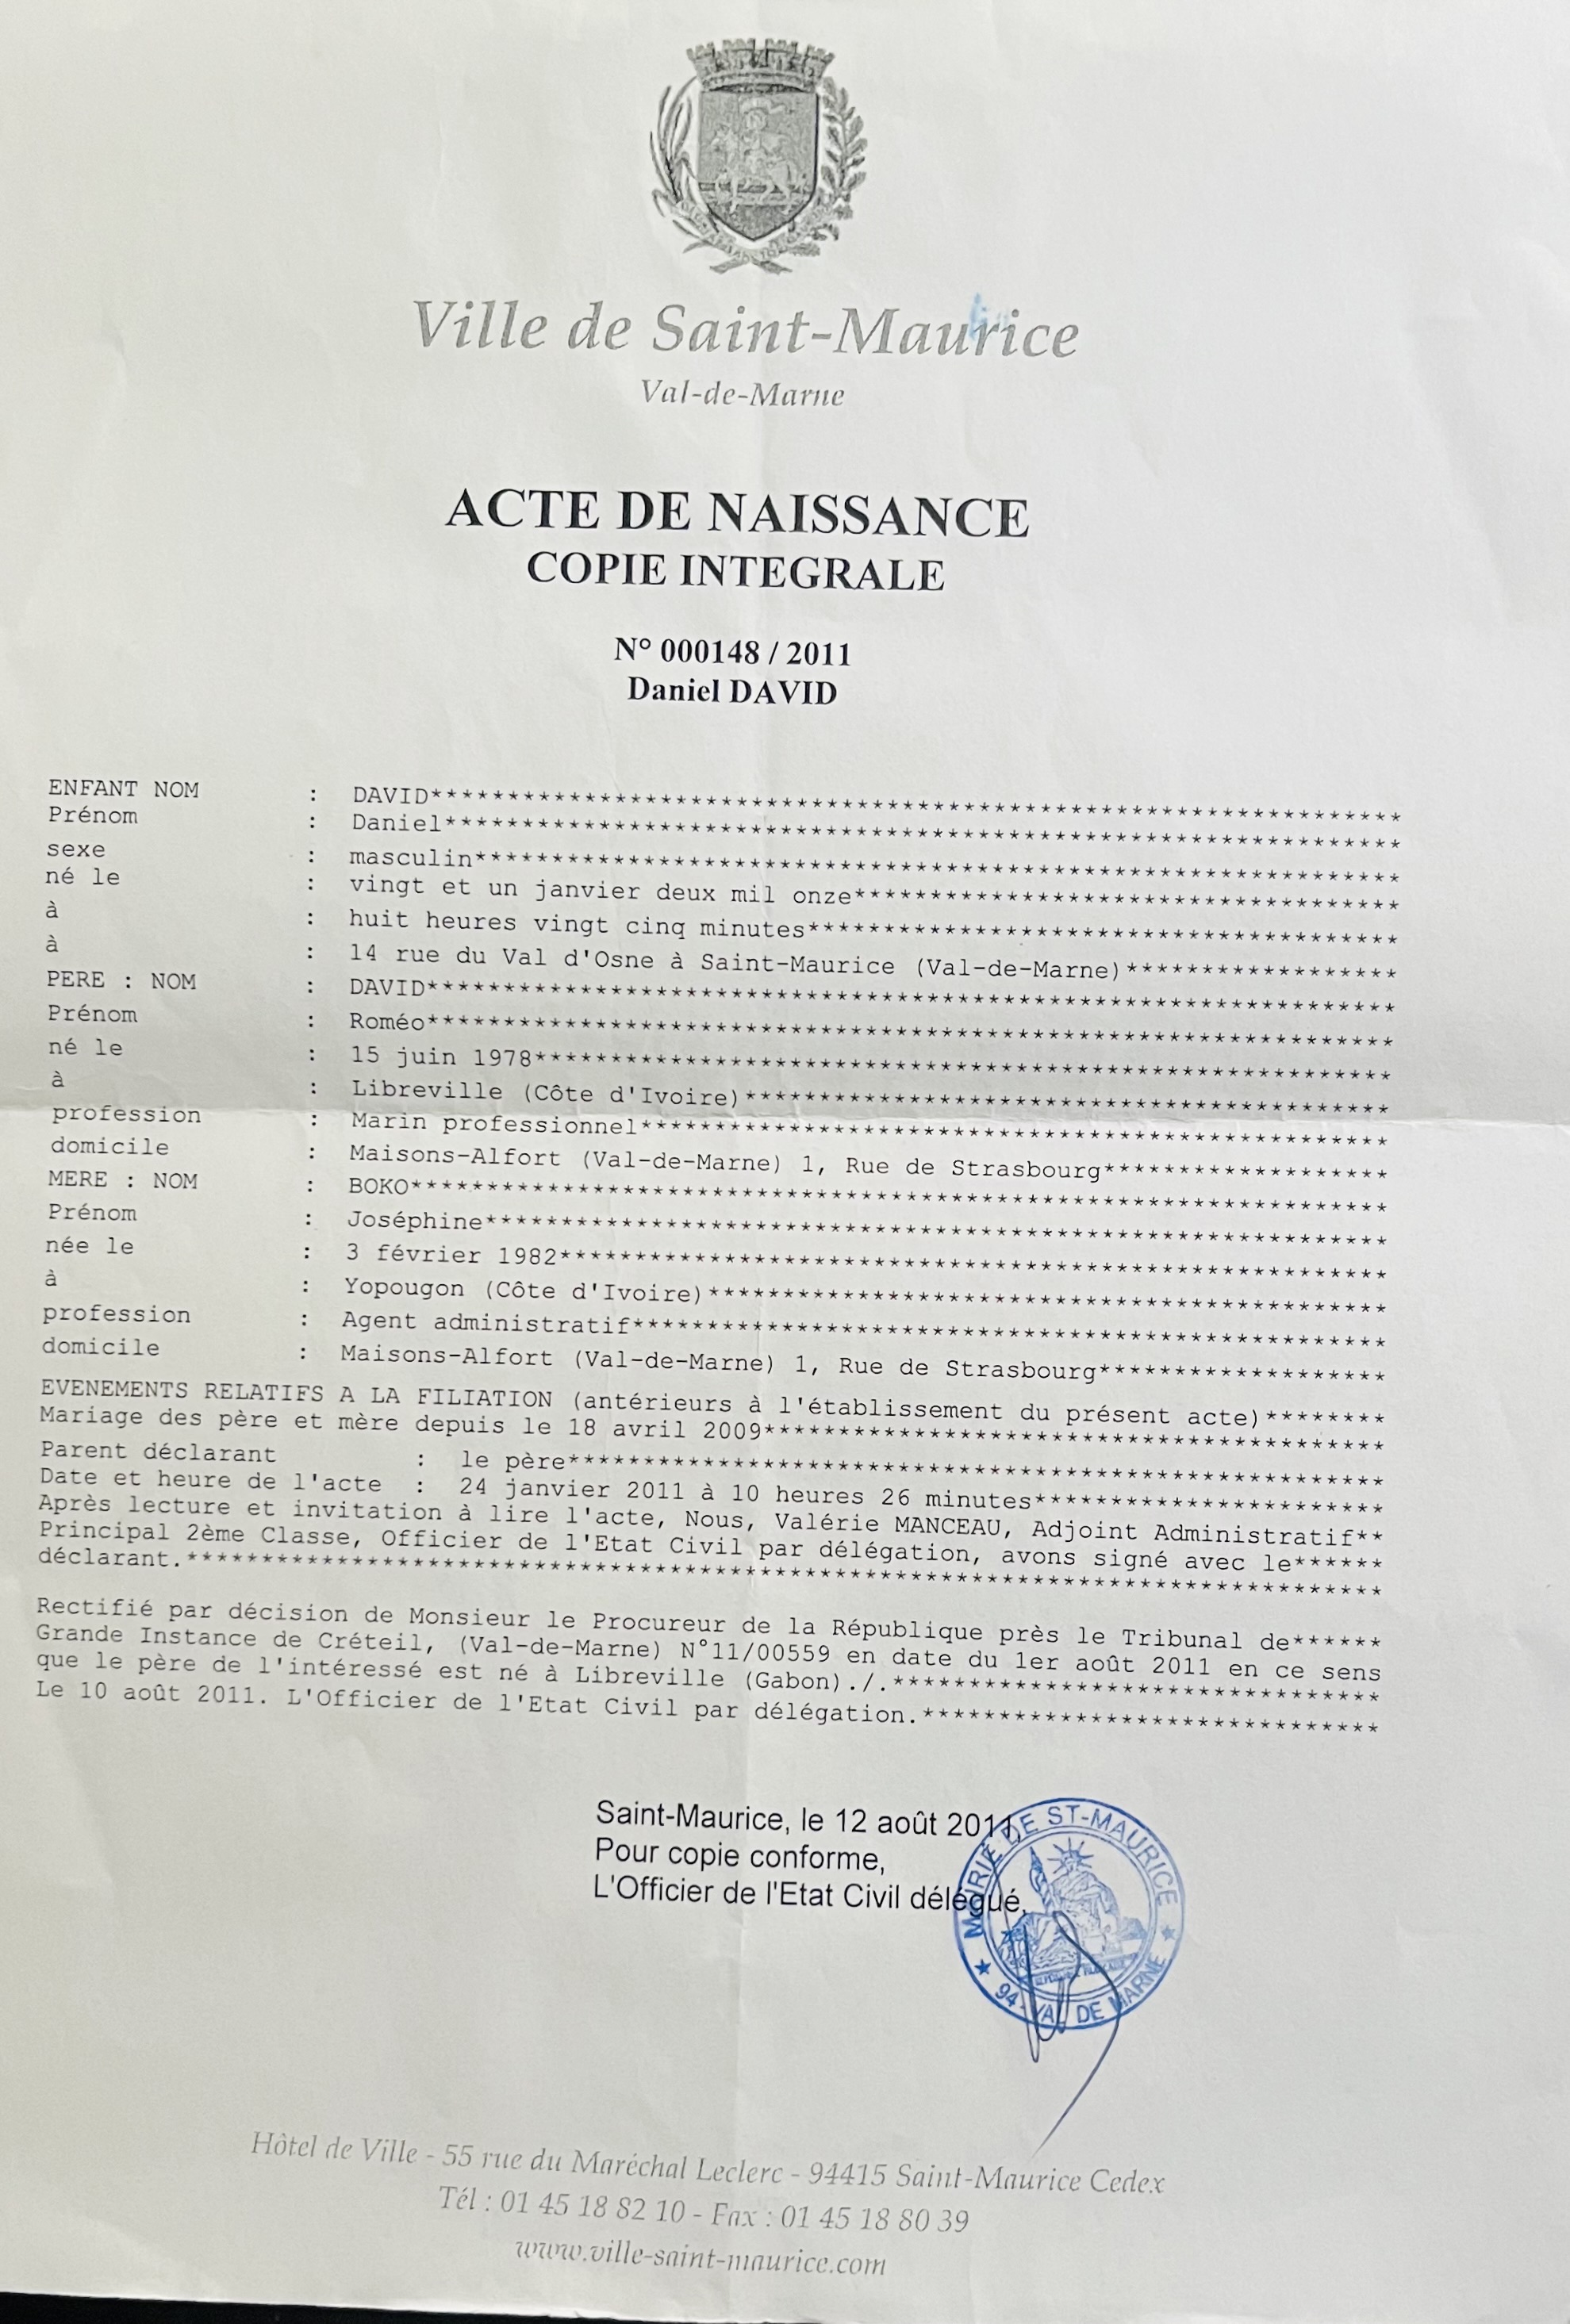 Ville de Saint-Maurice
Val-de-Marne
ACTE DE NAISSANCE
COPIE INTEGRALE
N° 000148 / 2011
Daniel DAVID
ENFANT NOM : DAVID****************************************************************
Prénom : Daniel***************************************************************
sexe : masculin*************************************************************
né le : vingt et un janvier deux mil onze************************************
à : huit heures vingt cinq minutes***************************************
à : 14 rue du Val d'Osne à Saint-Maurice (Val-de-Marne)******************
PERE : NOM : DAVID****************************************************************
Prénom : Roméo****************************************************************
né le : 15 juin 1978*********************************************************
à : Libreville (Côte d'Ivoire)*******************************************
profession : Marin professionnel**************************************************
domicile : Maisons-Alfort (Val-de-Marne) 1, Rue de Strasbourg*******************
MERE : NOM : BOKO*****************************************************************
Prénom : Joséphine************************************************************
née le : 3 février 1982*******************************************************
à : Yopougon (Côte d'Ivoire)*********************************************
profession : Agent administratif**************************************************
domicile : Maisons-Alfort (Val-de-Marne) 1, Rue de Strasbourg*******************
EVENEMENTS RELATIFS A LA FILIATION (antérieurs à l'établissement du présent acte)********
Mariage des père et mère depuis le 18 avril 2009*****************************************
Parent déclarant : le père******************************************************
Date et heure de l'acte : 24 janvier 2011 à 10 heures 26 minutes***********************
Après lecture et invitation à lire l'acte, Nous, Valérie MANCEAU, Adjoint Administratif**
Principal 2ème Classe, Officier de l'Etat Civil par délégation, avons signé avec le******
déclarant.*******************************************************************************
Rectifié par décision de Monsieur le Procureur de la République près le Tribunal de******
Grande Instance de Créteil, (Val-de-Marne) N°11/00559 en date du 1er août 2011 en ce sens
que le père de l'intéressé est né à Libreville (Gabon)./.********************************
Le 10 août 2011. L'Officier de l'Etat Civil par délégation.******************************
Saint-Maurice, le 12 août 2011,
Pour copie conforme,
L'Officier de l'Etat Civil délégué,
MAIRIE DE ST-MAURICE
94-VAL DE MARNE
Hôtel de Ville - 55 rue du Maréchal Leclerc - 94415 Saint-Maurice Cedex
Tél : 01 45 18 82 10 - Fax : 01 45 18 80 39
www.ville-saint-maurice.com